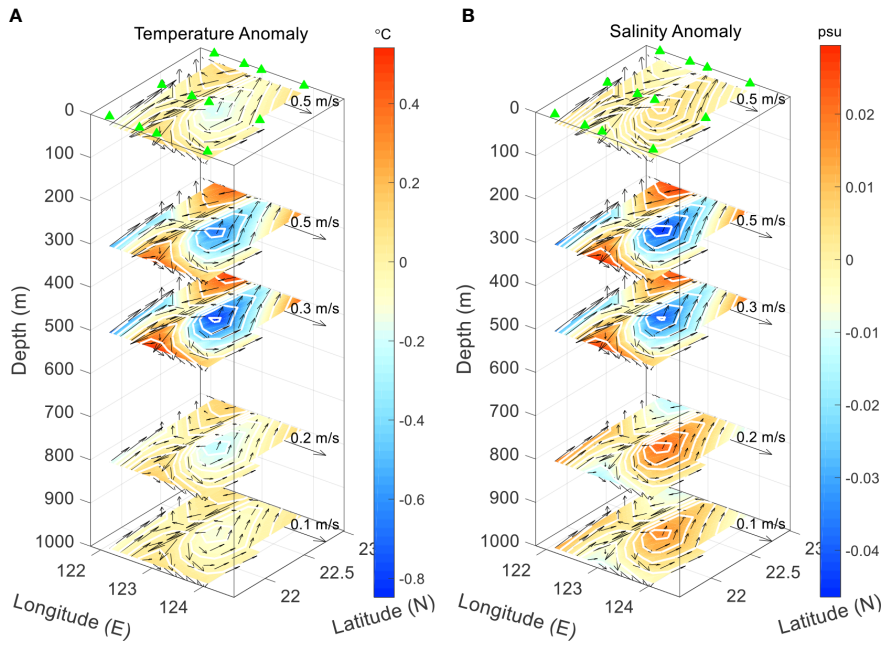 A
Temperature Anomaly
°C
0.5 m/s
0.5 m/s
0.3 m/s
0.2 m/s
0.1 m/s
0
100
200
300
400
500
600
700
800
900
1000
Depth (m)
122
123
124
Longitude (E)
22
22.5
23
Latitude (N)
0.4
0.2
0
-0.2
-0.4
-0.6
-0.8
B
Salinity Anomaly
psu
0.5 m/s
0.5 m/s
0.3 m/s
0.2 m/s
0.1 m/s
0
100
200
300
400
500
600
700
800
900
1000
Depth (m)
122
123
124
Longitude (E)
22
22.5
23
Latitude (N)
0.02
0.01
0
-0.01
-0.02
-0.03
-0.04